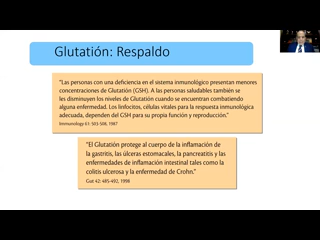 Glutatión: Respaldo
“Las personas con una deficiencia en el sistema inmunológico presentan menores
concentraciones de Glutatión (GSH). A las personas saludables también se
les disminuyen los niveles de Glutatión cuando se encuentran combatiendo
alguna enfermedad. Los linfocitos, células vitales para la respuesta inmunológica
adecuada, dependen del GSH para su propia función y reproducción.”
Immunology 61: 503-508, 1987
“El Glutatión protege al cuerpo de la inflamación de
la gastritis, las úlceras estomacales, la pancreatitis y las
enfermedades de inflamación intestinal tales como la
colitis ulcerosa y la enfermedad de Crohn.”
Gut 42: 485-492, 1998